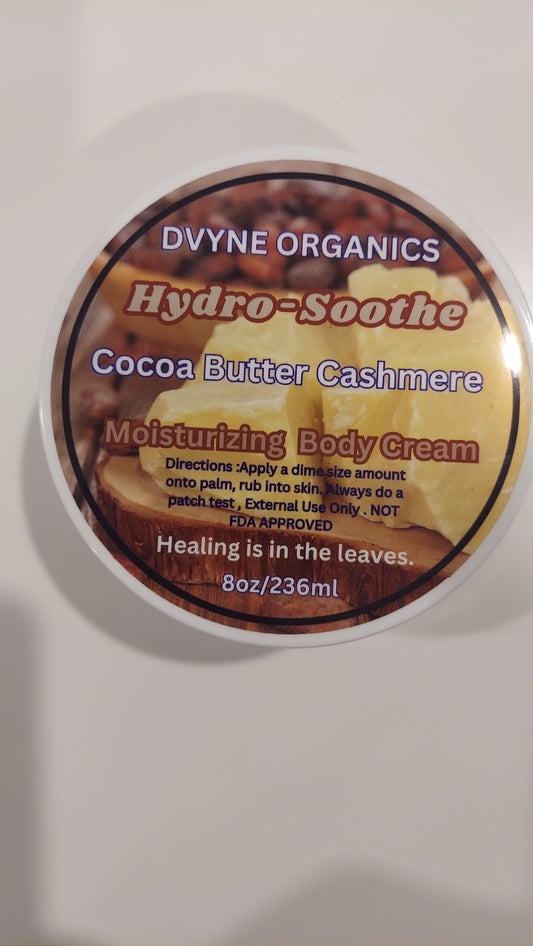 DVYNE ORGANICS
Hydro-Soothe
Cocoa Butter Cashmere
Moisturizing Body Cream
Directions :Apply a dime size amount
onto palm, rub into skin. Always do a
patch test , External Use Only . NOT
FDA APPROVED
Healing is in the leaves.
8oz/236ml